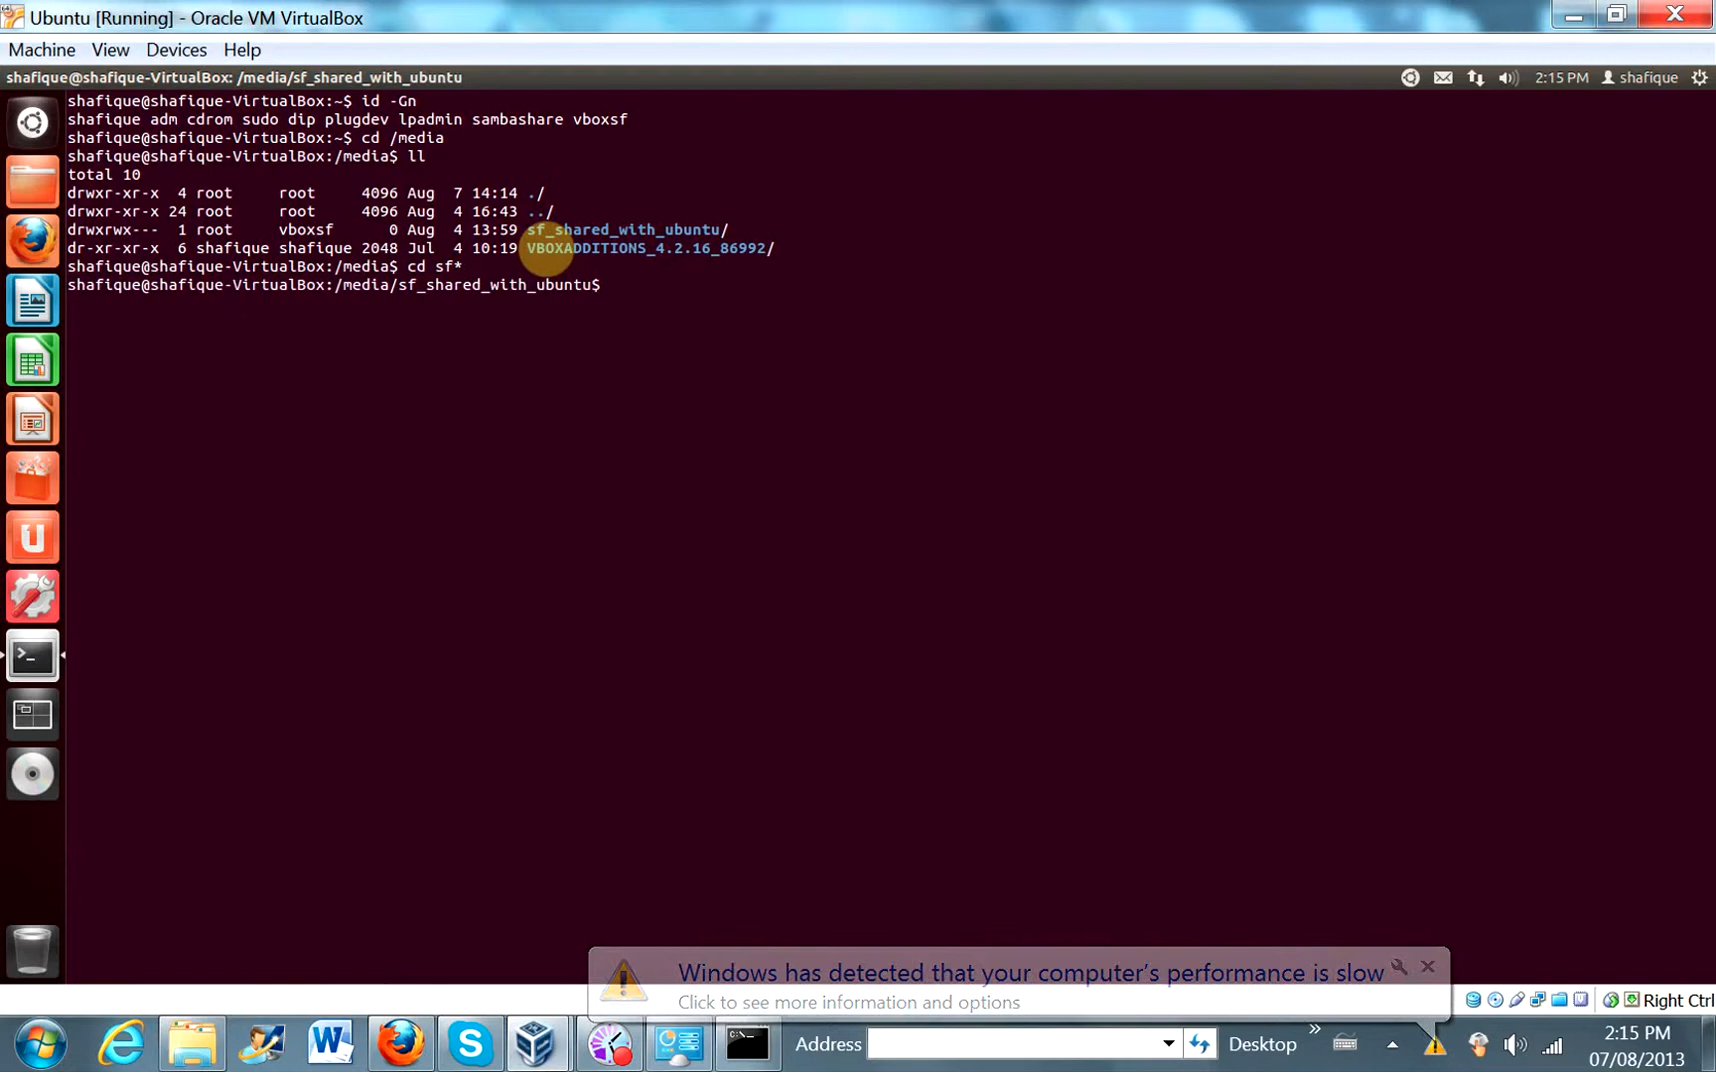 Ubuntu [Running] - Oracle VM VirtualBox
Machine View Devices Help
shafique@shafique-VirtualBox: /media/sf_shared_with_ubuntu
2:15 PM shafique
shafique@shafique-VirtualBox:~$ id -Gn
shafique adm cdrom sudo dip plugdev lpadmin sambashare vboxsf
shafique@shafique-VirtualBox:~$ cd /media
shafique@shafique-VirtualBox:/media$ ll
total 10
drwxr-xr-x  4 root     root     4096 Aug  7 14:14 ./
drwxr-xr-x 24 root     root     4096 Aug  4 16:43 ../
drwxrwx---  1 root     vboxsf      0 Aug  4 13:59 sf_shared_with_ubuntu/
dr-xr-xr-x  6 shafique shafique 2048 Jul  4 10:19 VBOXADDITIONS_4.2.16_86992/
shafique@shafique-VirtualBox:/media$ cd sf*
shafique@shafique-VirtualBox:/media/sf_shared_with_ubuntu$
Windows has detected that your computer's performance is slow
Click to see more information and options
Right Ctrl
Address
Desktop
2:15 PM
07/08/2013